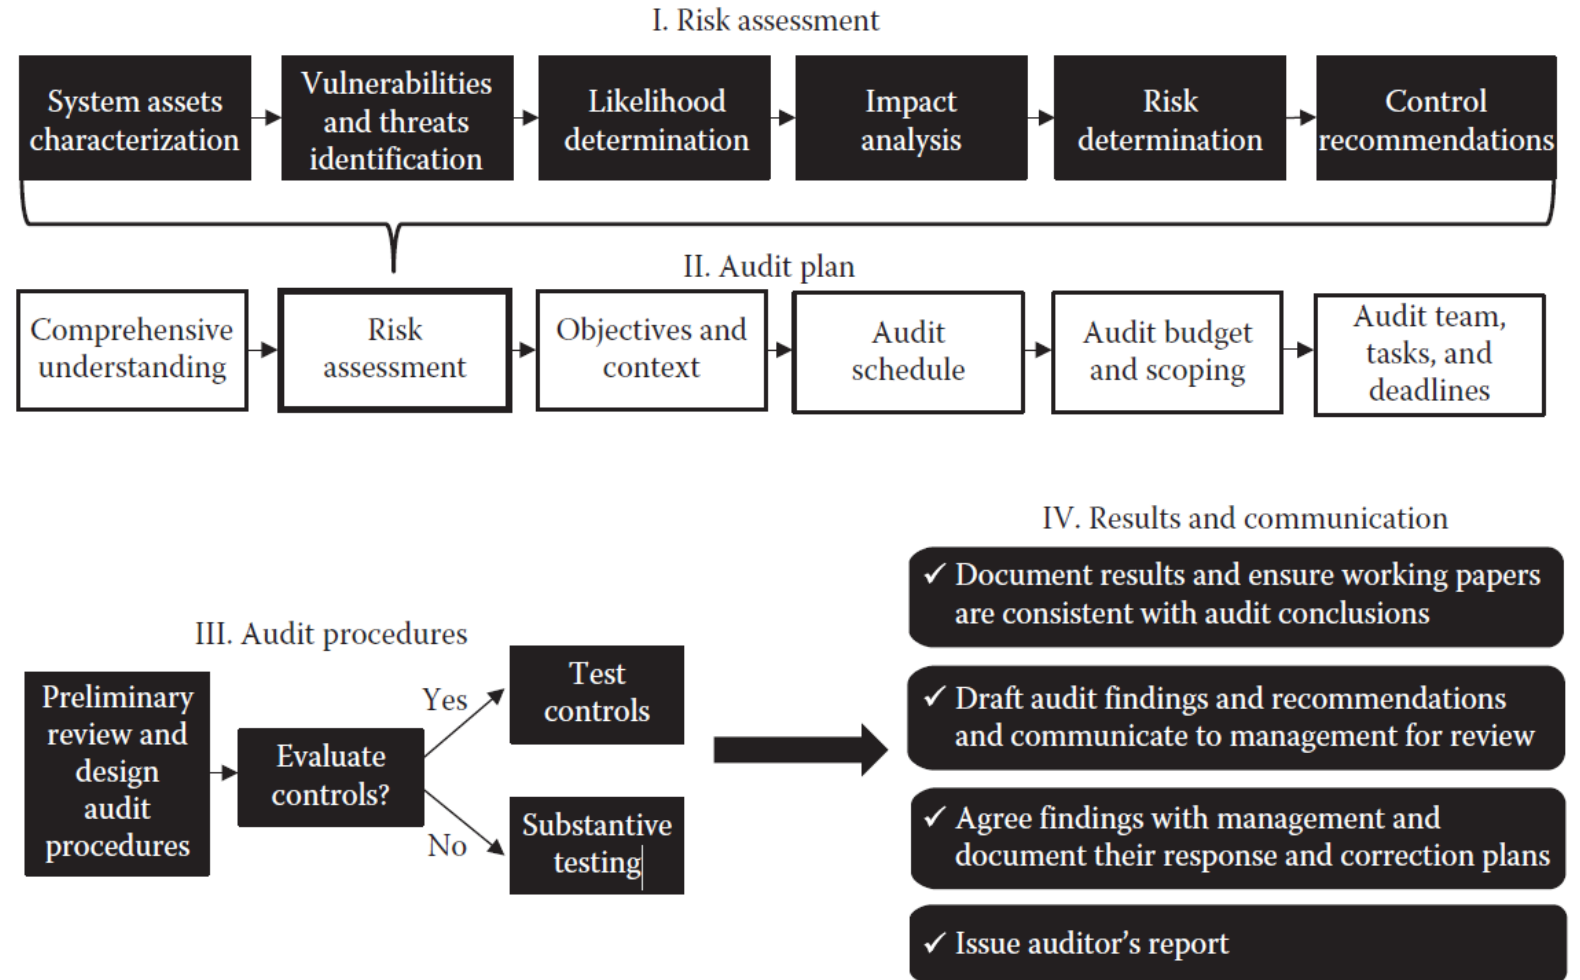 I. Risk assessment
System assets
characterization
Vulnerabilities
and threats
identification
Likelihood
determination
Impact
analysis
Risk
determination
Control
recommendations
II. Audit plan
Comprehensive
understanding
Risk
assessment
Objectives and
context
Audit
schedule
Audit budget
and scoping
Audit team,
tasks, and
deadlines
III. Audit procedures
Preliminary
review and
design
audit
procedures
Evaluate
controls?
Yes
Test
controls
No
Substantive
testing
IV. Results and communication
✓ Document results and ensure working papers
are consistent with audit conclusions
✓ Draft audit findings and recommendations
and communicate to management for review
✓ Agree findings with management and
document their response and correction plans
✓ Issue auditor’s report